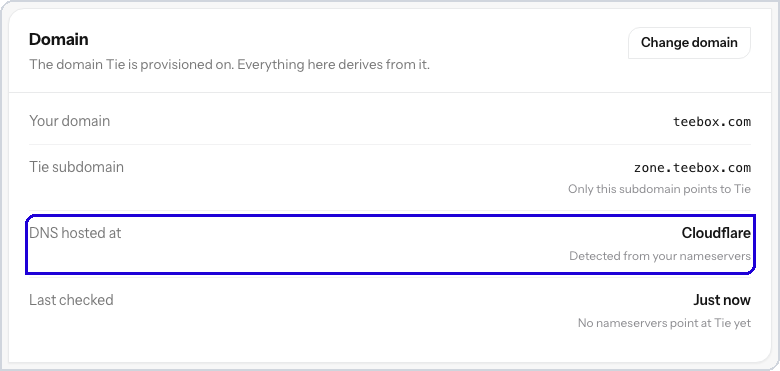 Domain
Change domain
The domain Tie is provisioned on. Everything here derives from it.
Your domain
teebox.com
Tie subdomain
zone.teebox.com
Only this subdomain points to Tie
DNS hosted at
Cloudflare
Detected from your nameservers
Last checked
Just now
No nameservers point at Tie yet